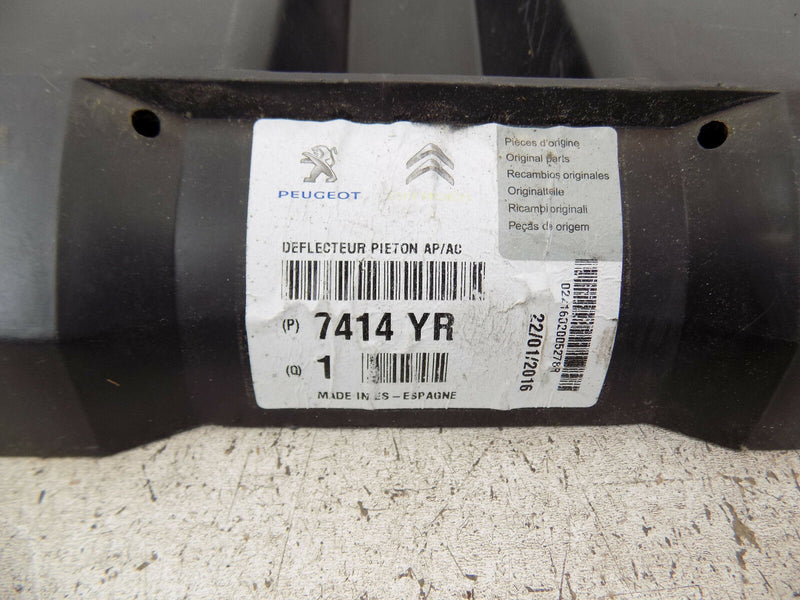 PEUGEOT
Pièces d'origine
Original parts
Recambios originales
Originalteile
Ricambi originali
Peças de origem
DEFLECTEUR PIETON AP/AC
(P) 7414 YR
(Q) 1
MADE IN ES - ESPAGNE
22/01/2016